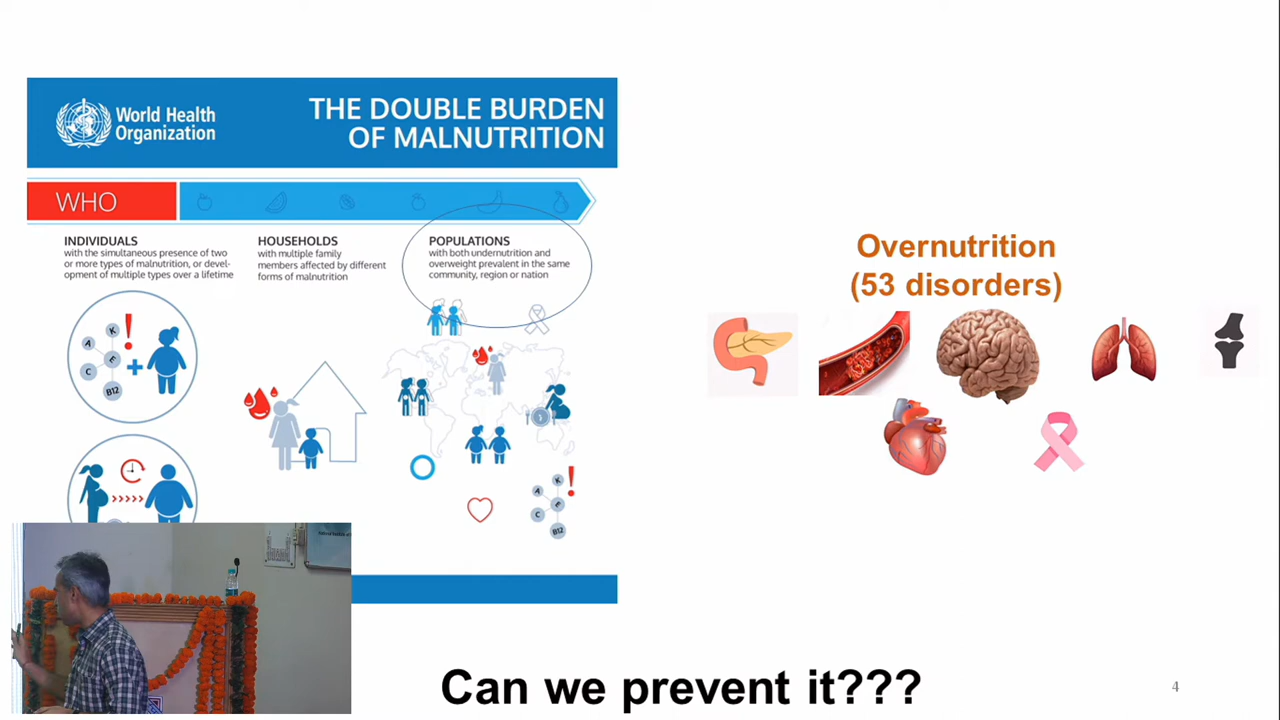 World Health
Organization
THE DOUBLE BURDEN
OF MALNUTRITION
WHO
INDIVIDUALS
with the simultaneous presence of two
or more types of malnutrition, or devel-
opment of multiple types over a lifetime
HOUSEHOLDS
with multiple family
members affected by different
forms of malnutrition
POPULATIONS
with both undernutrition and
overweight prevalent in the same
community, region or nation
K
A
E
C
B12
K
A
E
C
B12
Overnutrition
(53 disorders)
Can we prevent it???
4